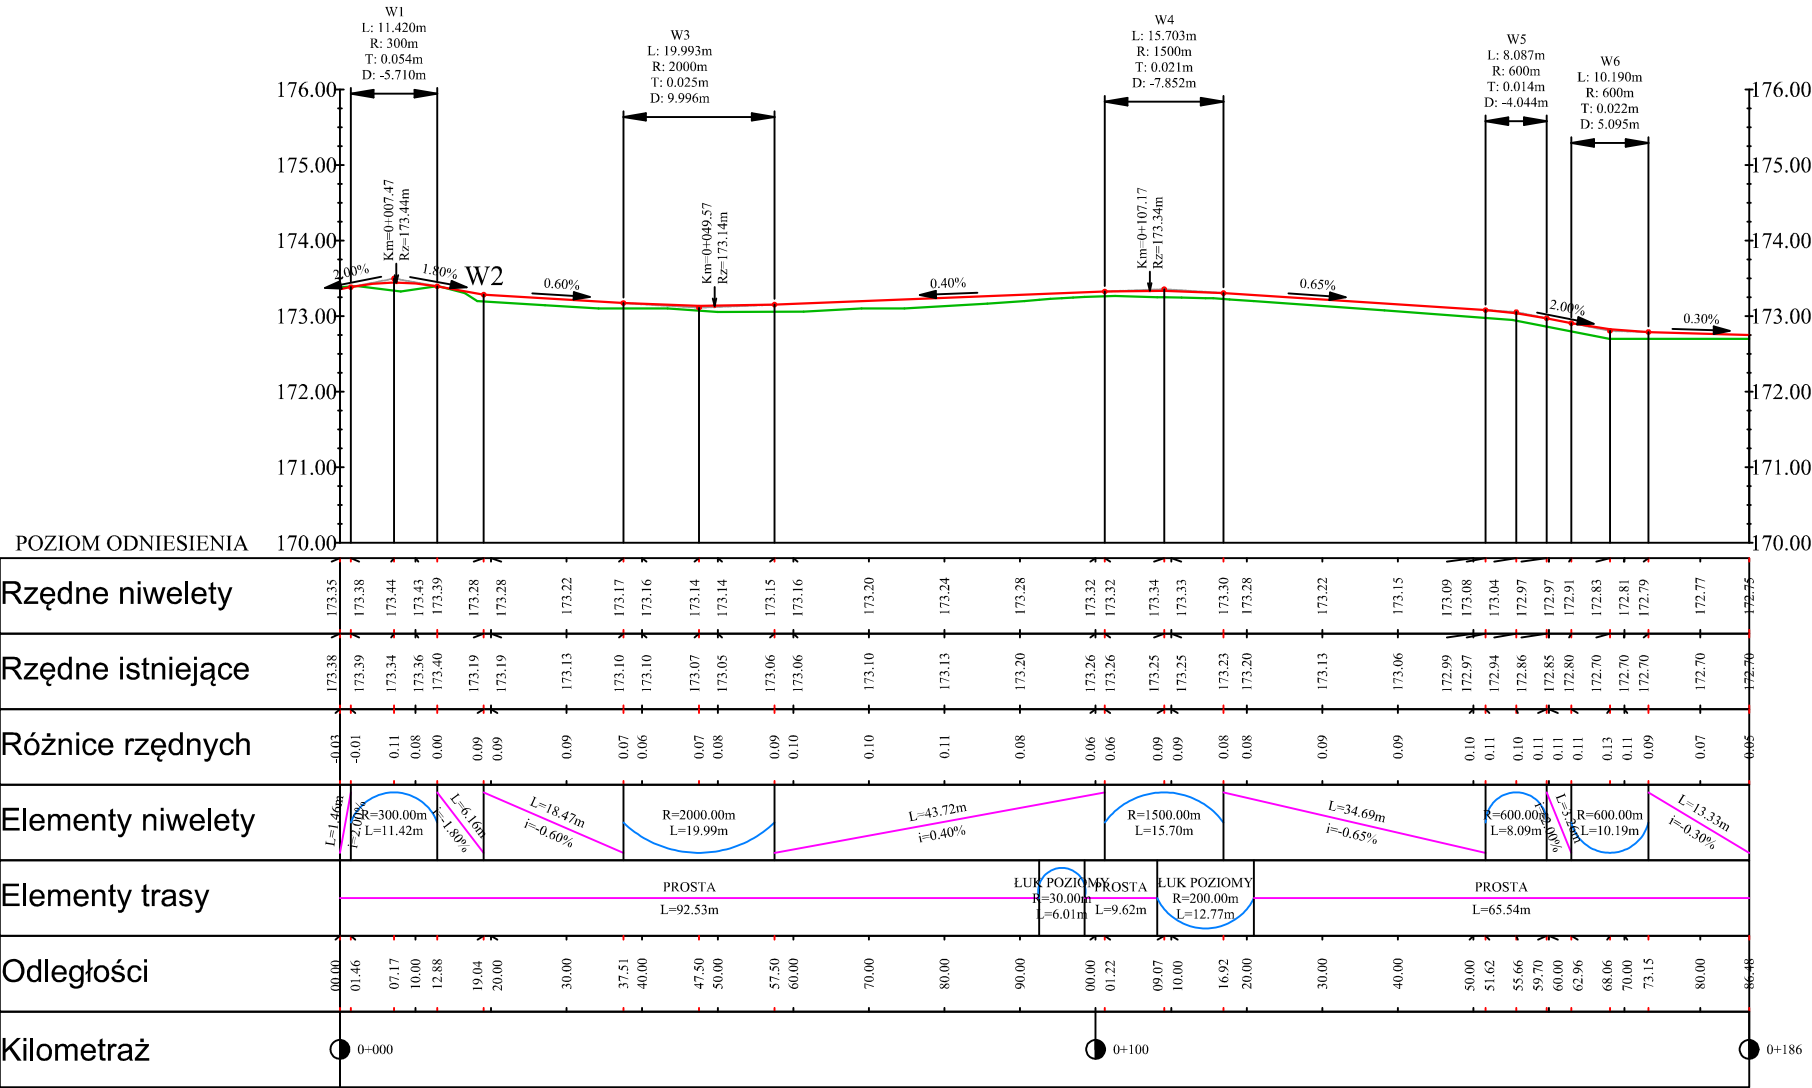 W1
L: 11.420m
R: 300m
T: 0.054m
D: -5.710m
W3
L: 19.993m
R: 2000m
T: 0.025m
D: 9.996m
W4
L: 15.703m
R: 1500m
T: 0.021m
D: -7.852m
W5
L: 8.087m
R: 600m
T: 0.014m
D: -4.044m
W6
L: 10.190m
R: 600m
T: 0.022m
D: 5.095m
176.00 176.00
175.00 175.00
174.00 174.00
173.00 173.00
172.00 172.00
171.00 171.00
170.00 170.00
Km=0+007.47
Rz=173.44m
Km=0+049.57
Rz=173.14m
Km=0+107.17
Rz=173.34m
2.00% 1.80% W2 0.60% 0.40% 0.65% 2.00% 0.30%
POZIOM ODNIESIENIA
Rzędne niwelety 173.35 173.38 173.44 173.43 173.39 173.28 173.28 173.22 173.17 173.16 173.14 173.14 173.15 173.16 173.20 173.24 173.28 173.32 173.32 173.34 173.33 173.30 173.28 173.22 173.15 173.09 173.08 173.04 172.97 172.97 172.91 172.83 172.81 172.79 172.77 172.75
Rzędne istniejące 173.38 173.39 173.34 173.36 173.40 173.19 173.19 173.13 173.10 173.10 173.07 173.05 173.06 173.06 173.10 173.13 173.20 173.26 173.26 173.25 173.25 173.23 173.20 173.13 173.06 172.99 172.97 172.94 172.86 172.85 172.80 172.70 172.70 172.70 172.70 172.70
Różnice rzędnych -0.03 -0.01 0.11 0.08 0.00 0.09 0.09 0.09 0.07 0.06 0.07 0.08 0.09 0.10 0.10 0.11 0.08 0.06 0.06 0.09 0.09 0.08 0.08 0.09 0.09 0.10 0.11 0.10 0.11 0.11 0.11 0.13 0.11 0.09 0.07 0.05
Elementy niwelety
L=1.46m
i=2.00%
R=300.00m
L=11.42m
L=6.16m
i=-1.80%
L=18.47m
i=-0.60%
R=2000.00m
L=19.99m
L=43.72m
i=0.40%
R=1500.00m
L=15.70m
L=34.69m
i=-0.65%
R=600.00m
L=8.09m
L=3.26m
i=-2.00%
R=600.00m
L=10.19m
L=13.33m
i=-0.30%
Elementy trasy
PROSTA
L=92.53m
ŁUK POZIOMY
R=30.00m
L=6.01m
PROSTA
L=9.62m
ŁUK POZIOMY
R=200.00m
L=12.77m
PROSTA
L=65.54m
Odległości 00.00 01.46 07.17 10.00 12.88 19.04 20.00 30.00 37.51 40.00 47.50 50.00 57.50 60.00 70.00 80.00 90.00 00.00 01.22 09.07 10.00 16.92 20.00 30.00 40.00 50.00 51.62 55.66 59.70 60.00 62.96 68.06 70.00 73.15 80.00 86.48
Kilometraż 0+000 0+100 0+186